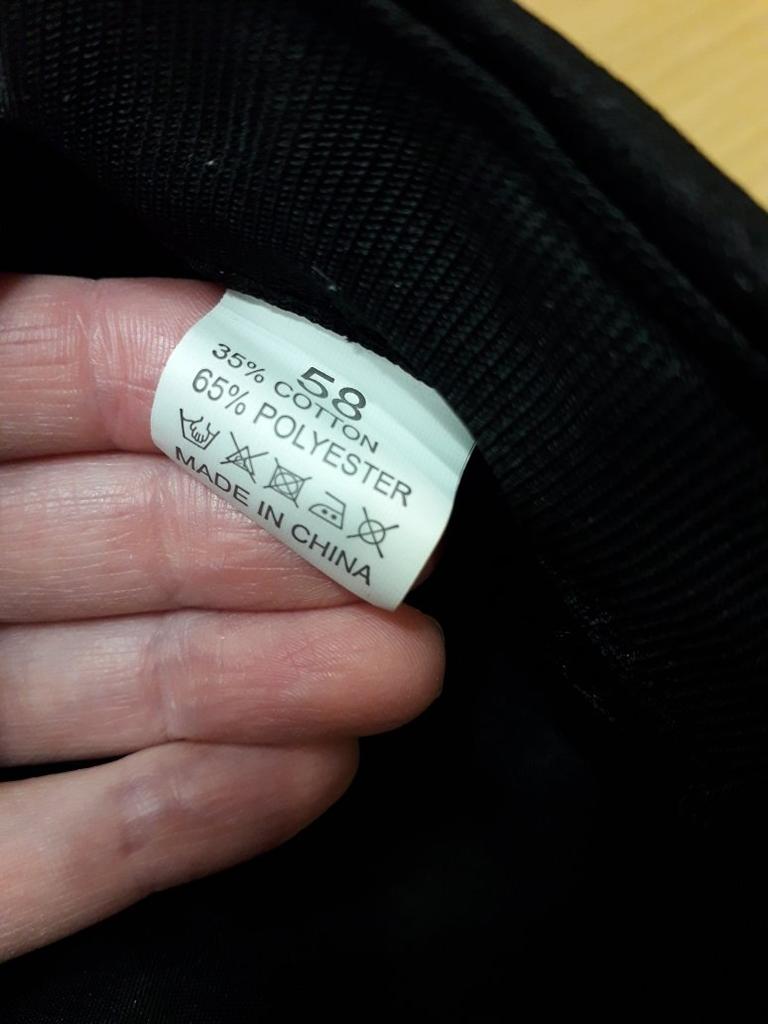 58
35% COTTON
65% POLYESTER
MADE IN CHINA